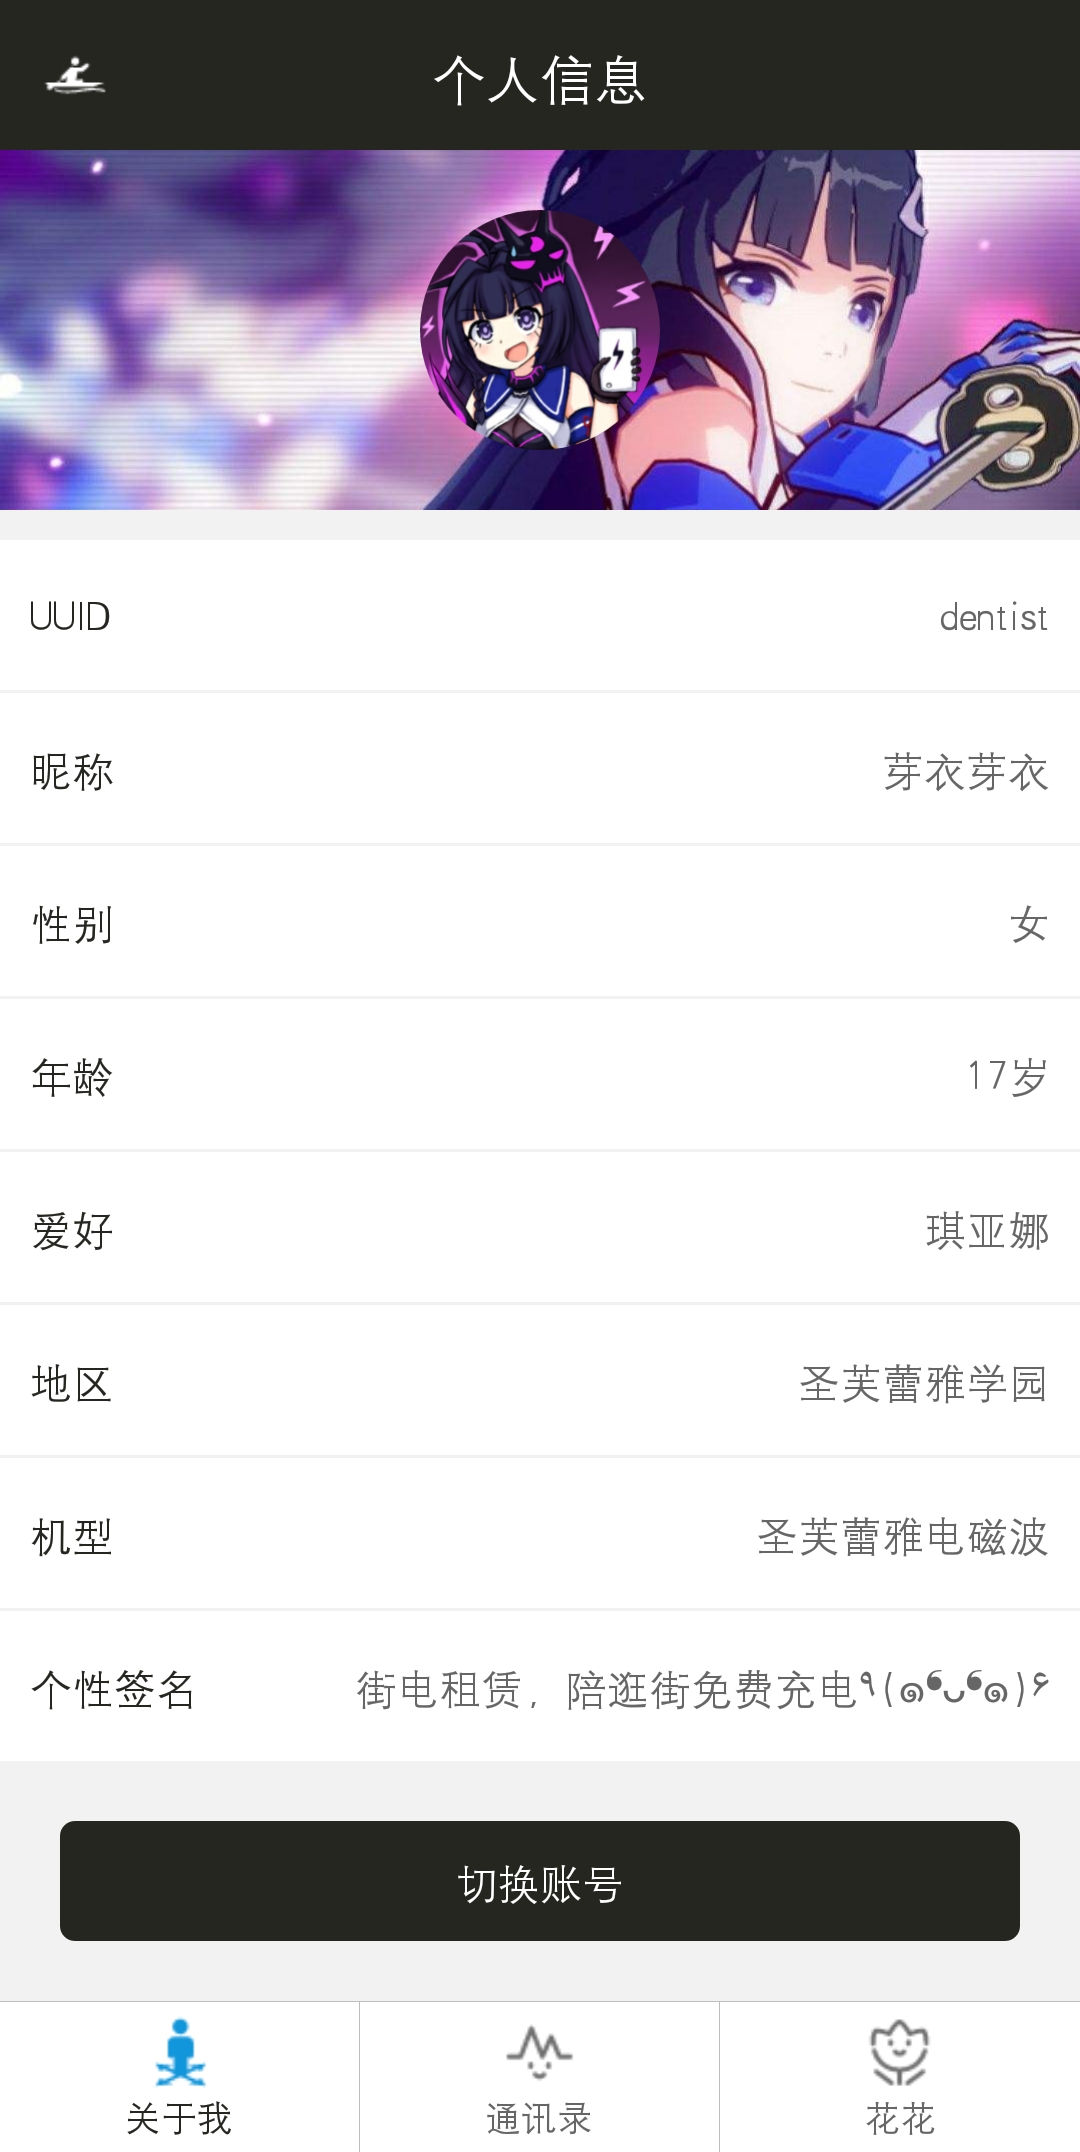 个人信息
UUID dentist
昵称 芽衣芽衣
性别 女
年龄 17岁
爱好 琪亚娜
地区 圣芙蕾雅学园
机型 圣芙蕾雅电磁波
个性签名 街电租赁，陪逛街免费充电٩(๑❛ᴗ❛๑)۶
切换账号
关于我 通讯录 花花